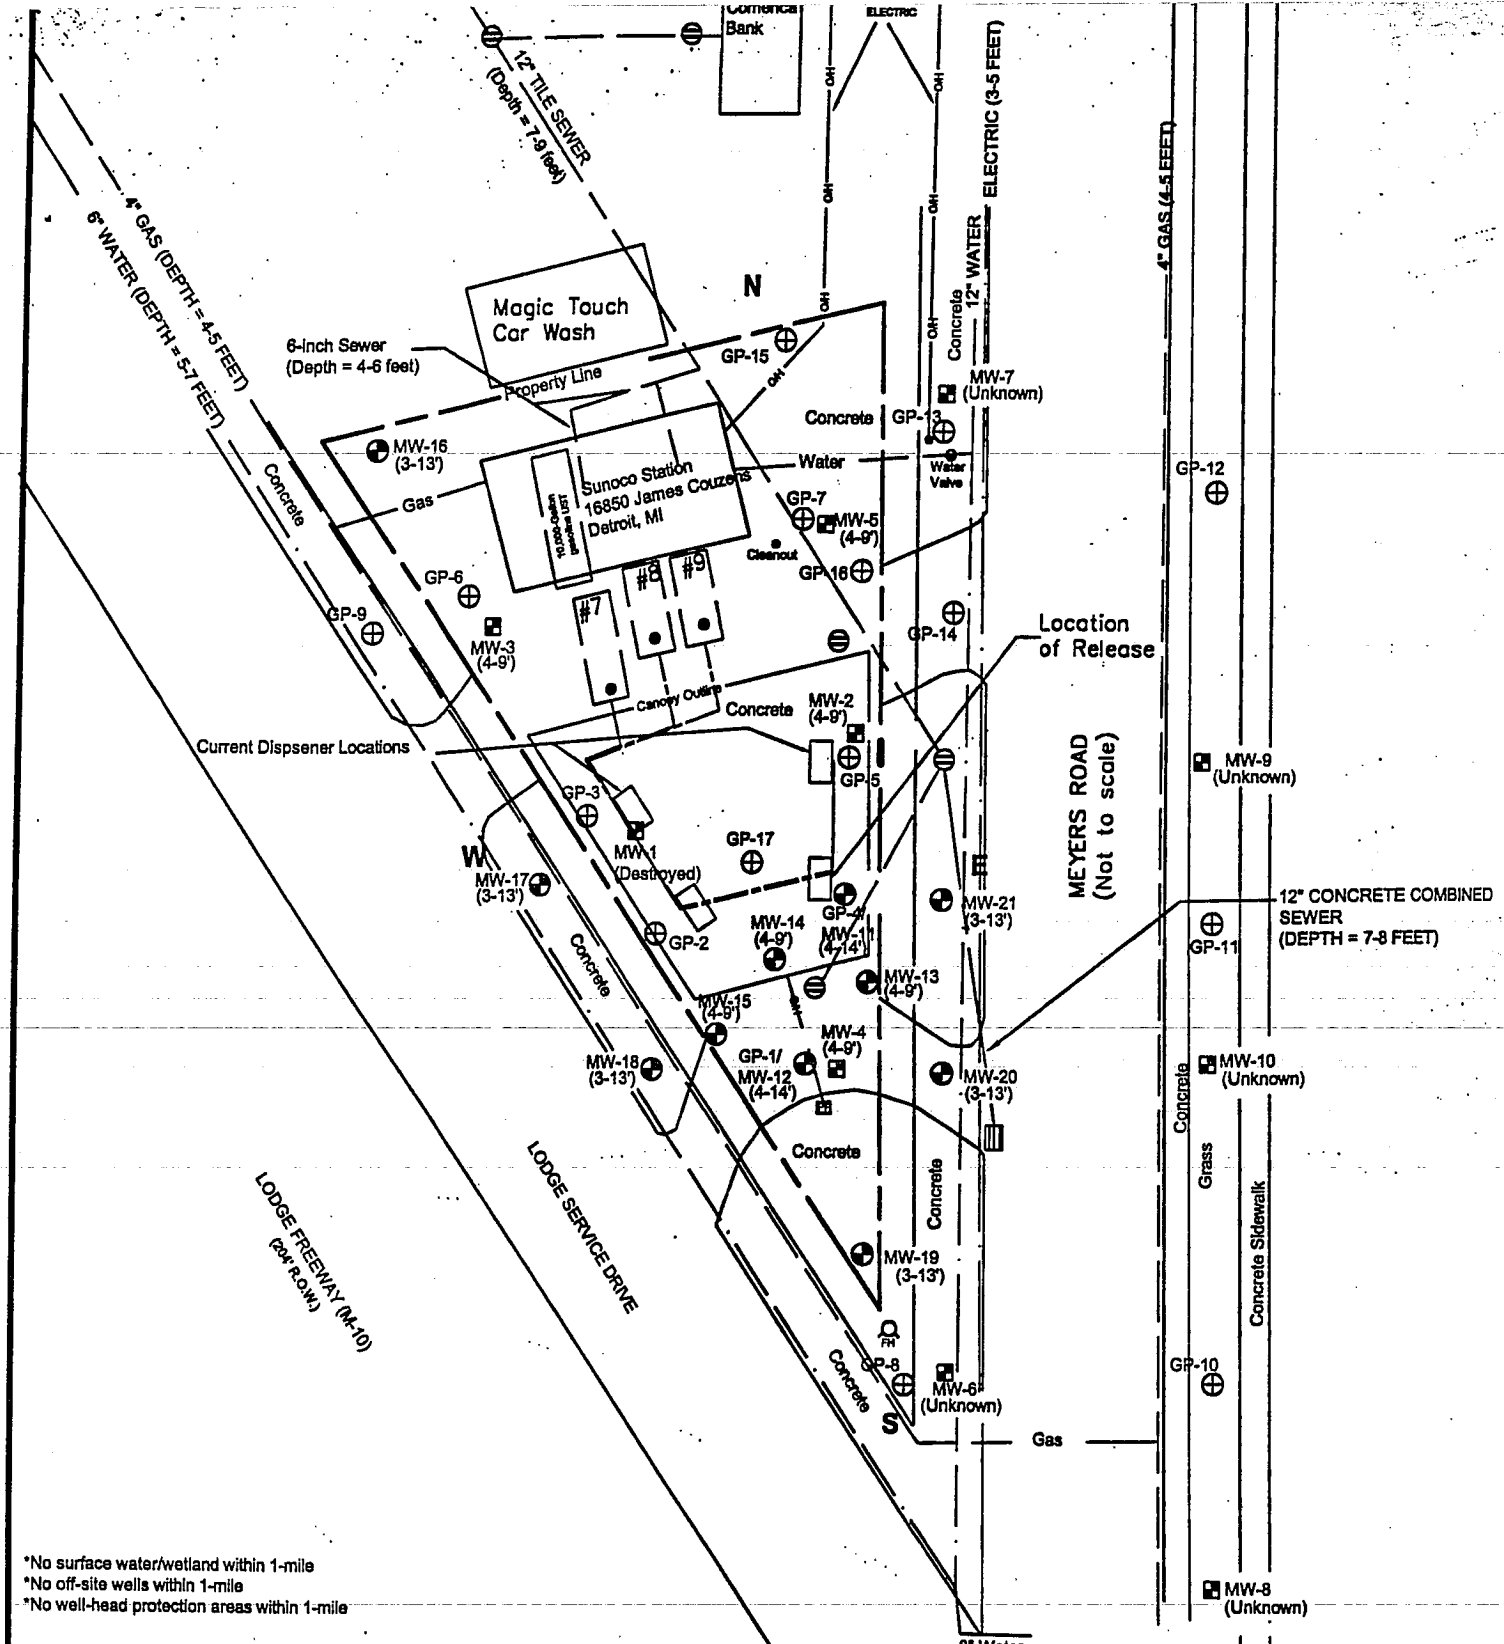 Comerica
Bank
ELECTRIC
12" TILE SEWER
(Depth = 7-9 feet)
O/H
O/H
O/H
O/H
O/H
O/H
O/H
O/H
ELECTRIC (3-5 FEET)
12" WATER
Concrete
4" GAS (4-5 FEET)
4" GAS (DEPTH = 4-5 FEET)
6" WATER (DEPTH = 5-7 FEET)
N
Magic Touch
Car Wash
6-inch Sewer
(Depth = 4-6 feet)
Property Line
GP-15
MW-7
(Unknown)
GP-13
Concrete
MW-16
(3-13')
Water
Water
Valve
GP-12
Concrete
Gas
Sunoco Station
16850 James Couzens
Detroit, MI
10,000-Gallon
gasoline UST
GP-7
MW-5
(4-9')
Cleanout
GP-16
#8
#9
#7
GP-6
GP-9
MW-3
(4-9')
GP-14
Location
of Release
Canopy Outline
Concrete
MW-2
(4-9')
Current Dispsener Locations
GP-5
MEYERS ROAD
(Not to scale)
MW-9
(Unknown)
GP-3
MW-1
(Destroyed)
GP-17
W
MW-17
(3-13')
GP-4/
MW-11
(4-14')
MW-21
(3-13')
12" CONCRETE COMBINED
SEWER
(DEPTH = 7-8 FEET)
GP-11
GP-2
MW-14
(4-9')
Concrete
MW-13
(4-9')
MW-15
(4-9')
MW-4
(4-9')
GP-1/
MW-12
(4-14')
MW-18
(3-13')
MW-20
(3-13')
MW-10
(Unknown)
Concrete
Grass
Concrete Sidewalk
Concrete
Concrete
LODGE FREEWAY (M-10)
(204' R.O.W.)
LODGE SERVICE DRIVE
MW-19
(3-13')
FH
P-8
Concrete
MW-6
(Unknown)
S
GP-10
Gas
MW-8
(Unknown)
*No surface water/wetland within 1-mile
*No off-site wells within 1-mile
*No well-head protection areas within 1-mile